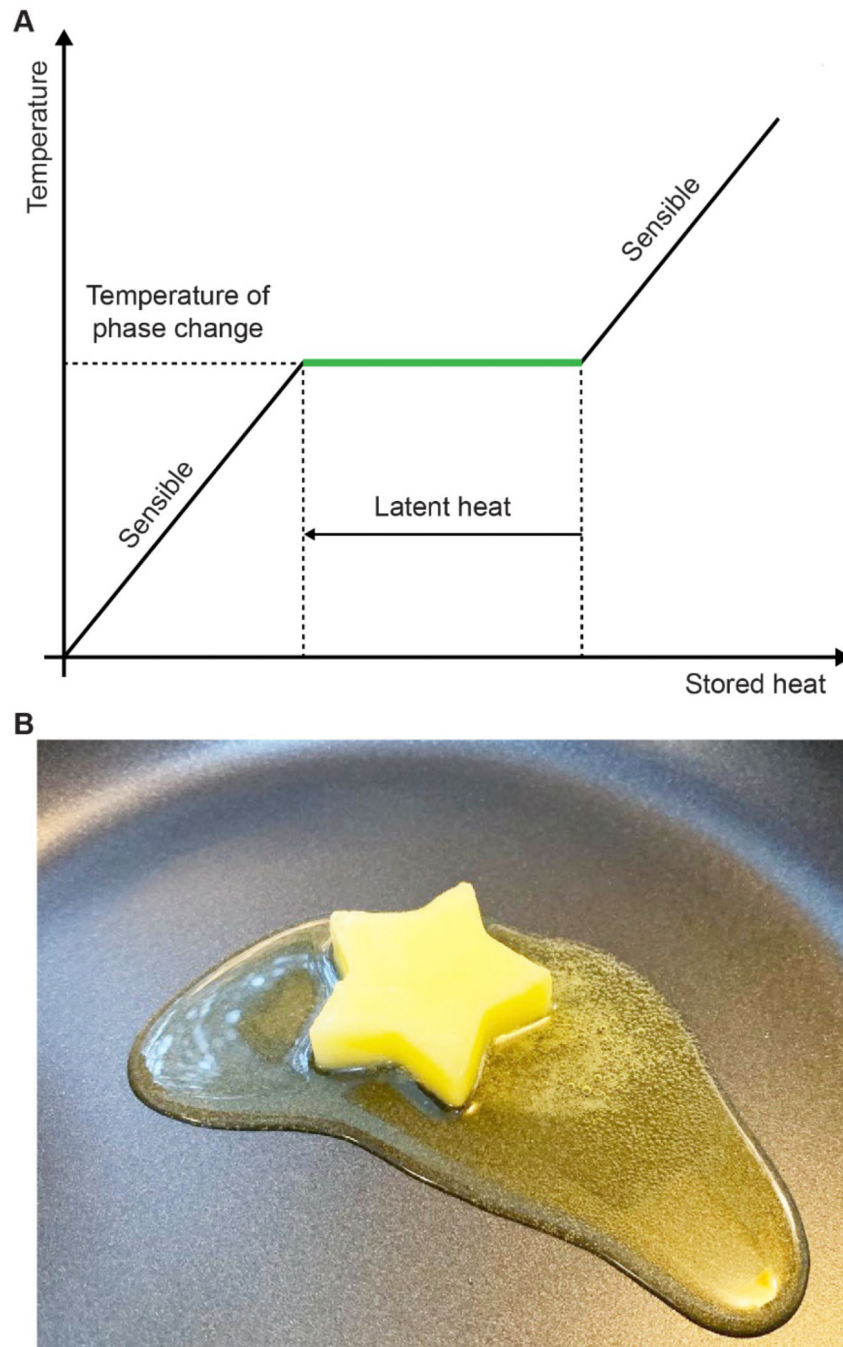 A
Temperature
Sensible
Temperature of
phase change
Sensible
Latent heat
Stored heat
B